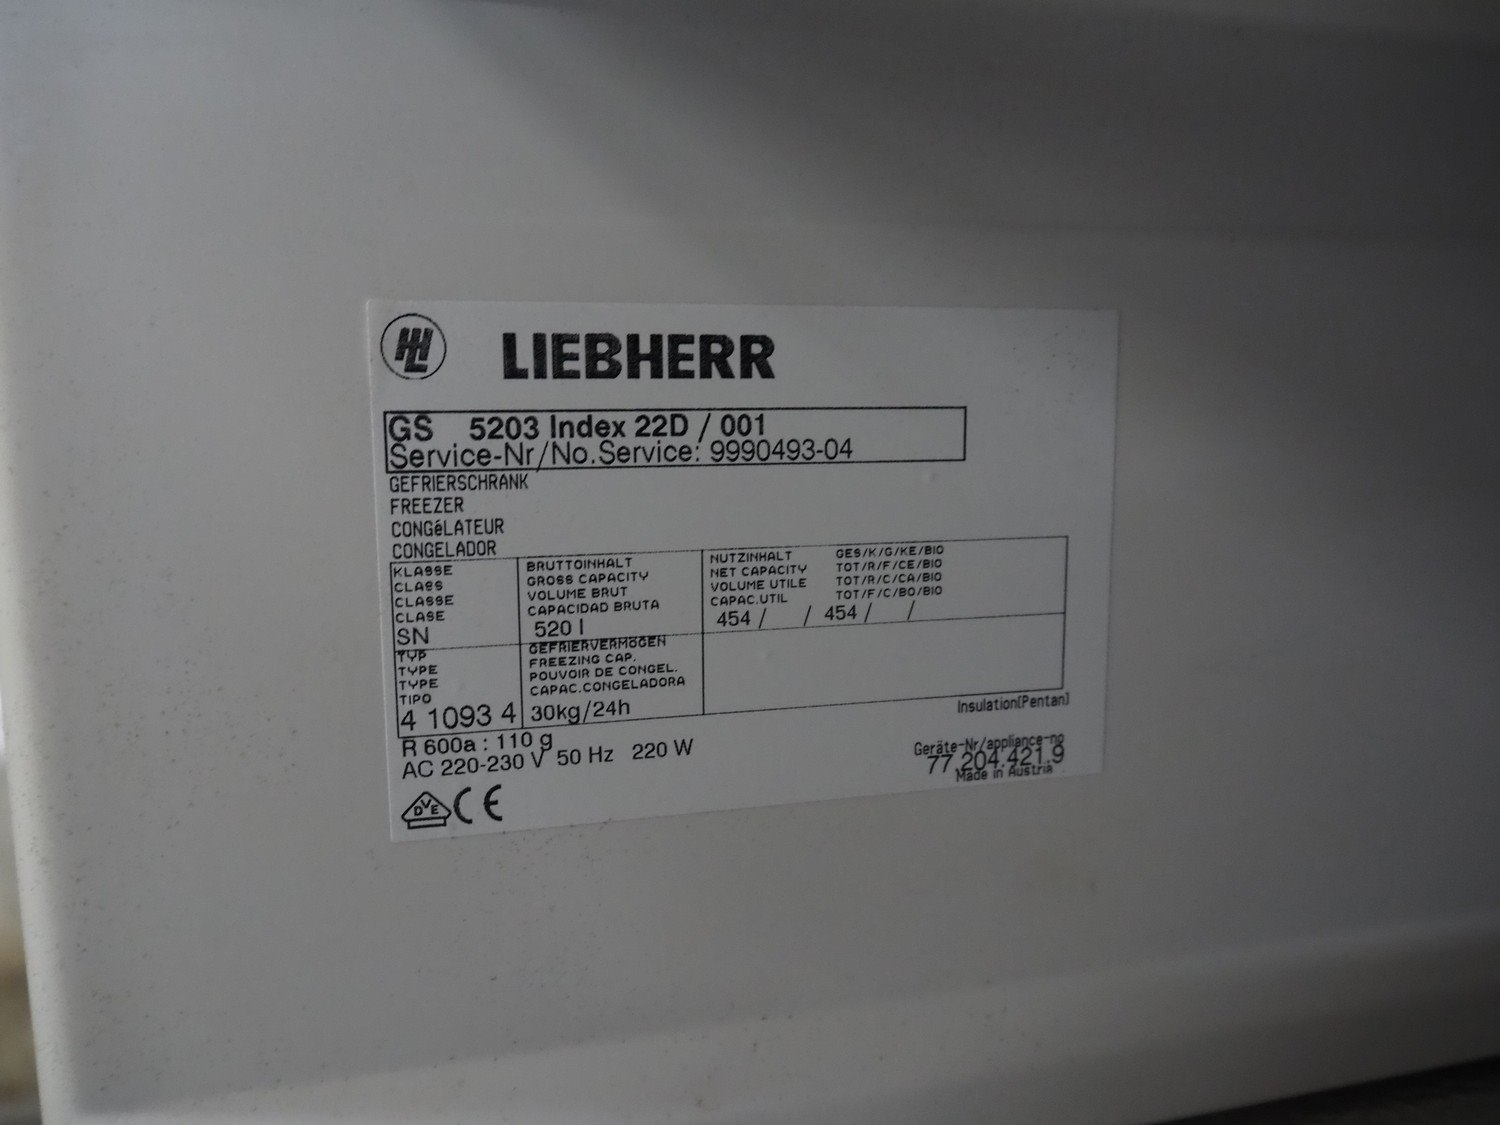 HLL LIEBHERR
GS 5203 Index 22D / 001
Service-Nr/No.Service: 9990493-04
GEFRIERSCHRANK
FREEZER
CONGéLATEUR
CONGELADOR
KLASSE BRUTTOINHALT NUTZINHALT GES/K/G/KE/BIO
CLASS GROSS CAPACITY NET CAPACITY TOT/R/F/CE/BIO
CLASSE VOLUME BRUT VOLUME UTILE TOT/R/C/CA/BIO
CLASE CAPACIDAD BRUTA CAPAC.UTIL TOT/F/C/BO/BIO
SN 520 l 454 / / 454 / /
TYP GEFRIERVERMöGEN
TYPE FREEZING CAP.
TYPE POUVOIR DE CONGEL.
TIPO CAPAC.CONGELADORA
4 1093 4 30kg/24h
Insulation(Pentan)
R 600a : 110 g
AC 220-230 V 50 Hz 220 W
Geräte-Nr/appliance-no
77.204.421.9
Made in Austria
DVE CE